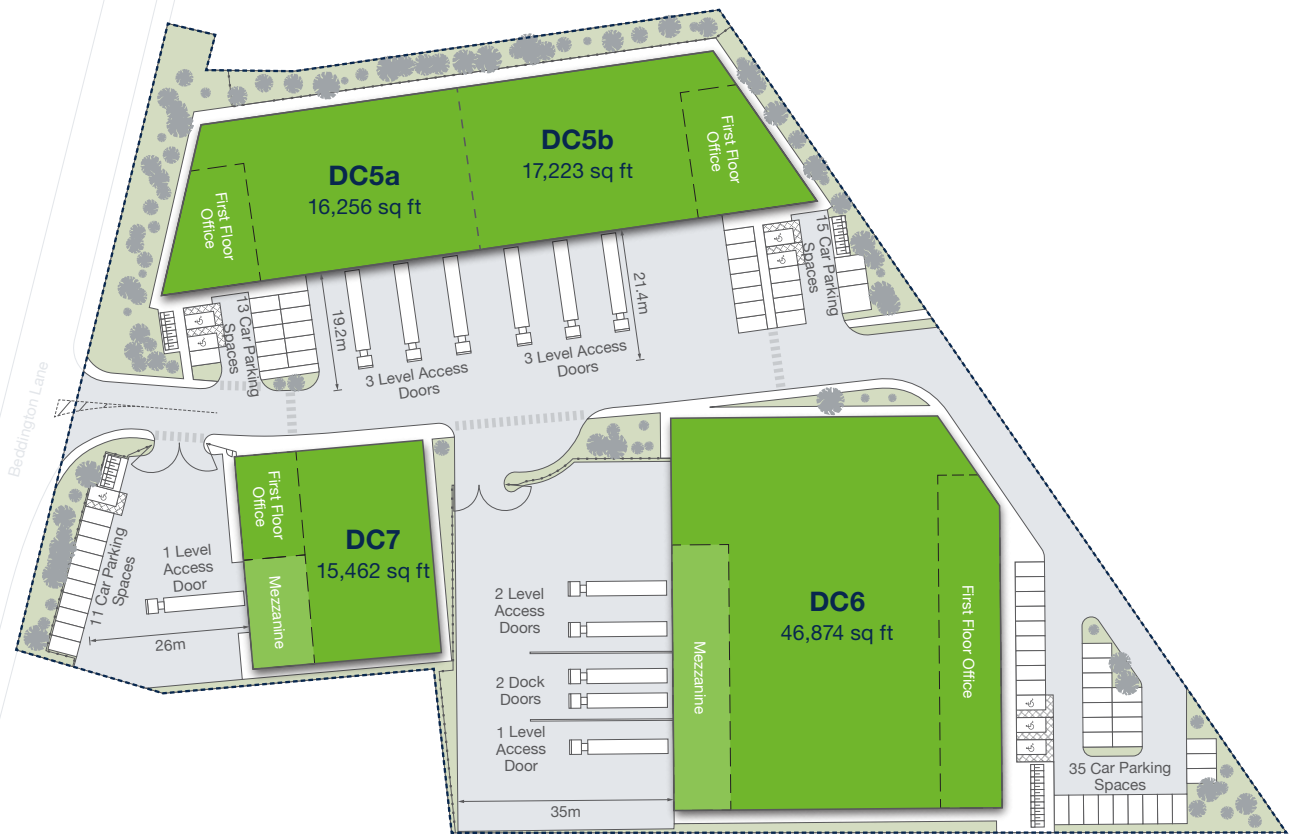 DC5a
16,256 sq ft
DC5b
17,223 sq ft
First Floor
Office
First Floor
Office
13 Car Parking
Spaces
19.2m
3 Level Access
Doors
3 Level Access
Doors
21.4m
15 Car Parking
Spaces
Beddington Lane
11 Car Parking
Spaces
1 Level
Access
Door
26m
First Floor
Office
Mezzanine
DC7
15,462 sq ft
2 Level
Access
Doors
2 Dock
Doors
1 Level
Access
Door
35m
Mezzanine
DC6
46,874 sq ft
First Floor Office
35 Car Parking
Spaces